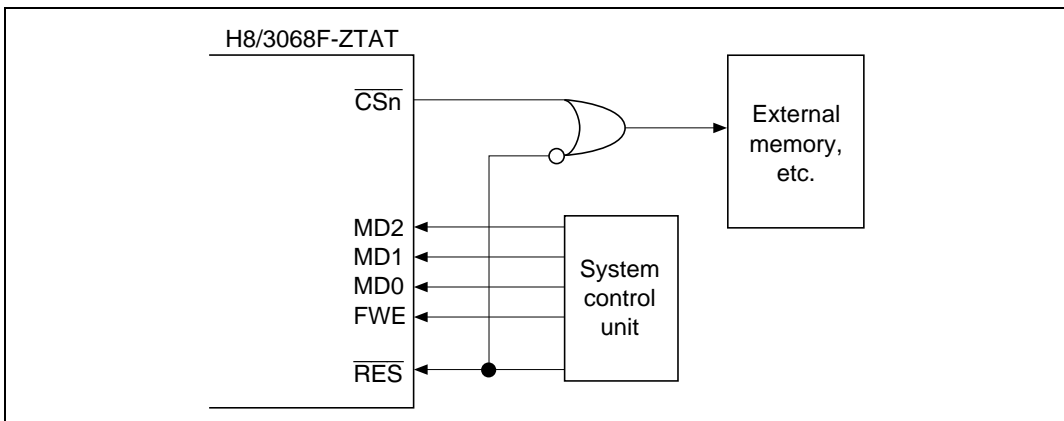 H8/3068F-ZTAT
CSn
External
memory,
etc.
MD2
MD1
MD0
FWE
RES
System
control
unit